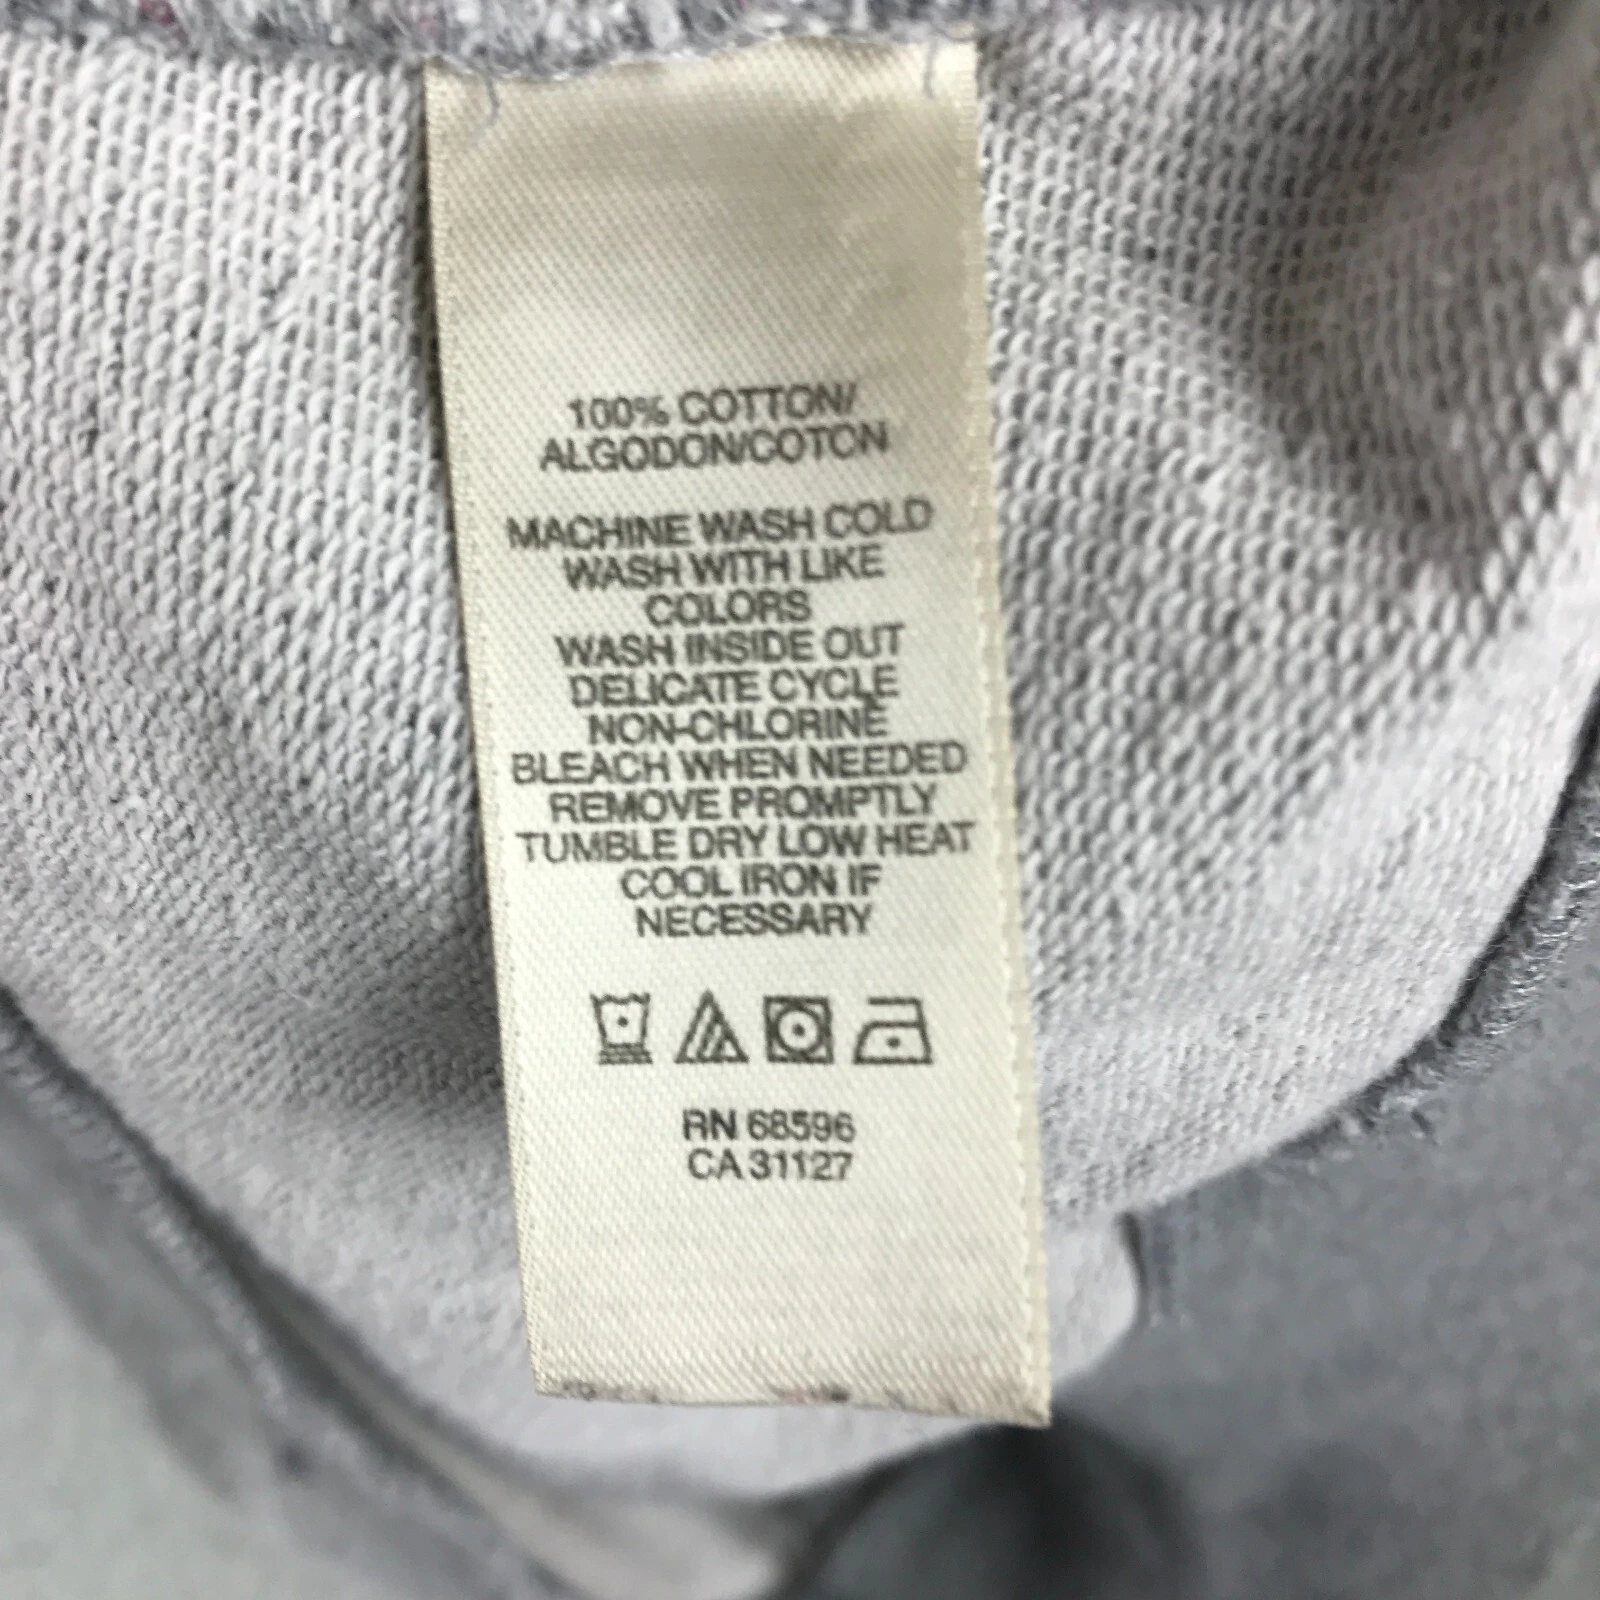 100% COTTON/
ALGODON/COTON
MACHINE WASH COLD
WASH WITH LIKE
COLORS
WASH INSIDE OUT
DELICATE CYCLE
NON-CHLORINE
BLEACH WHEN NEEDED
REMOVE PROMPTLY
TUMBLE DRY LOW HEAT
COOL IRON IF
NECESSARY
RN 68596
CA 31127